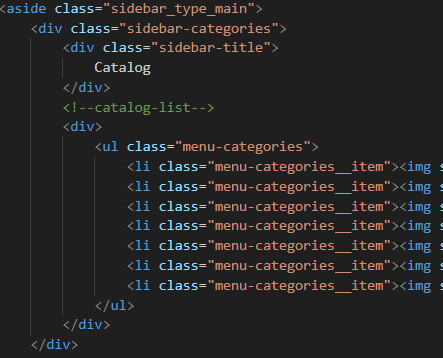 <aside class="sidebar_type_main">
<div class="sidebar-categories">
<div class="sidebar-title">
Catalog
</div>
<!--catalog-list-->
<div>
<ul class="menu-categories">
<li class="menu-categories__item"><img s
<li class="menu-categories__item"><img s
<li class="menu-categories__item"><img s
<li class="menu-categories__item"><img s
<li class="menu-categories__item"><img s
<li class="menu-categories__item"><img s
<li class="menu-categories__item"><img s
</ul>
</div>
</div>